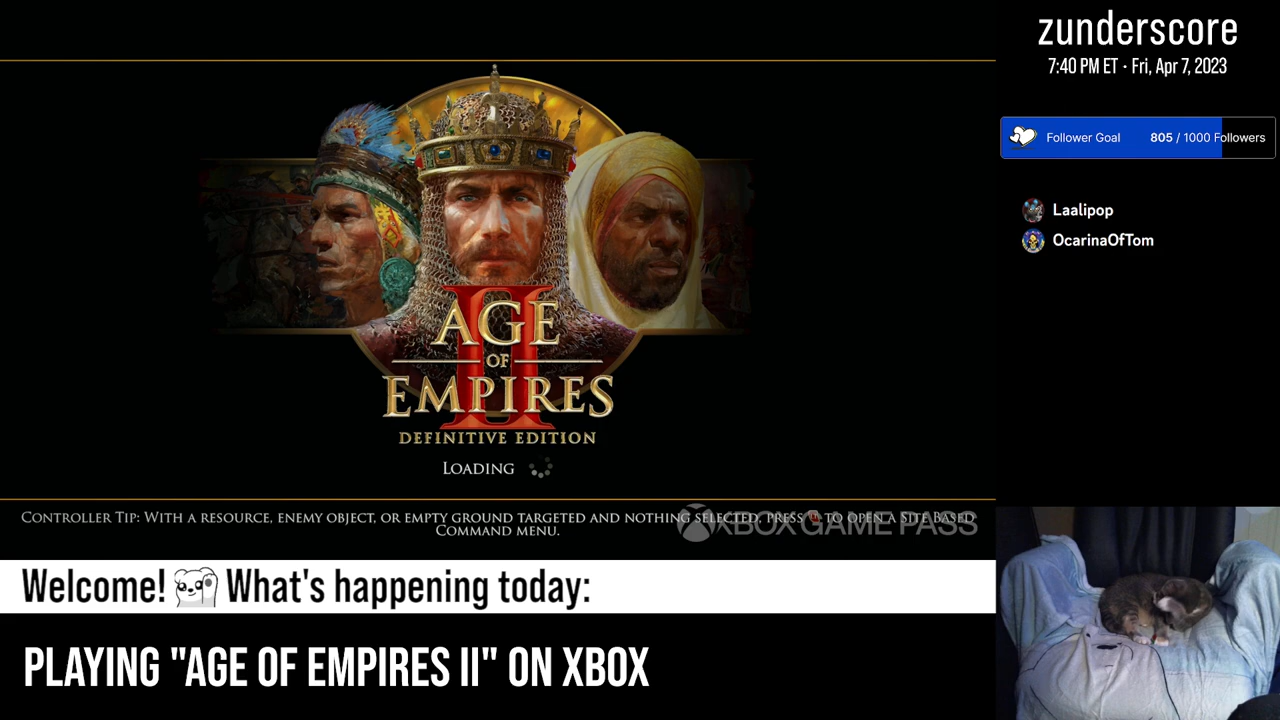 zunderscore
7:40 PM ET · Fri, Apr 7, 2023
Follower Goal 805 / 1000 Followers
Laalipop
OcarinaOfTom
II
AGE
OF
EMPIRES
DEFINITIVE EDITION
LOADING
CONTROLLER TIP: WITH A RESOURCE, ENEMY OBJECT, OR EMPTY GROUND TARGETED AND NOTHING SELECTED, PRESS TO OPEN A SITE BASED
COMMAND MENU.
XBOX GAME PASS
Welcome! What's happening today:
PLAYING "AGE OF EMPIRES II" ON XBOX